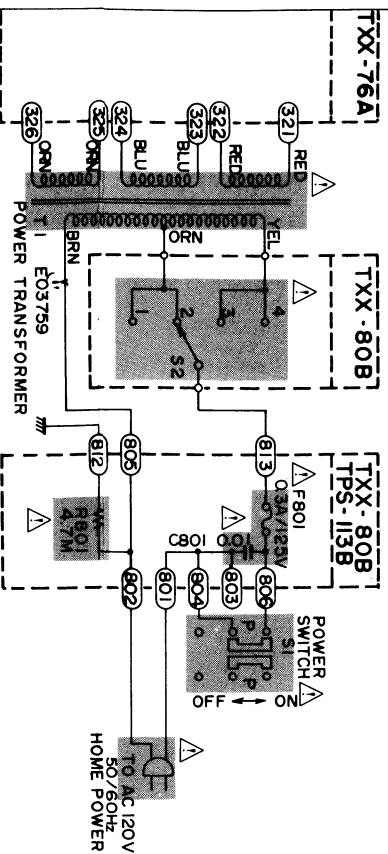 TXX-76A
326
325
324
323
322
321
ORN
ORN
BLU
BLU
RED
RED
T1
POWER TRANSFORMER
BRN
ORN
YEL
E03759
TXX-80B
1
2
3
4
S2
TXX-80B
TPS-113B
812
805
813
R801
4.7M
C801 0.01
F801
0.3A/125V
802
801
804
803
806
POWER
SWITCH
S1
P
P
OFF ↔ ON
TO AC 120V
50/60Hz
HOME POWER
!
!
!
!
!
!
!